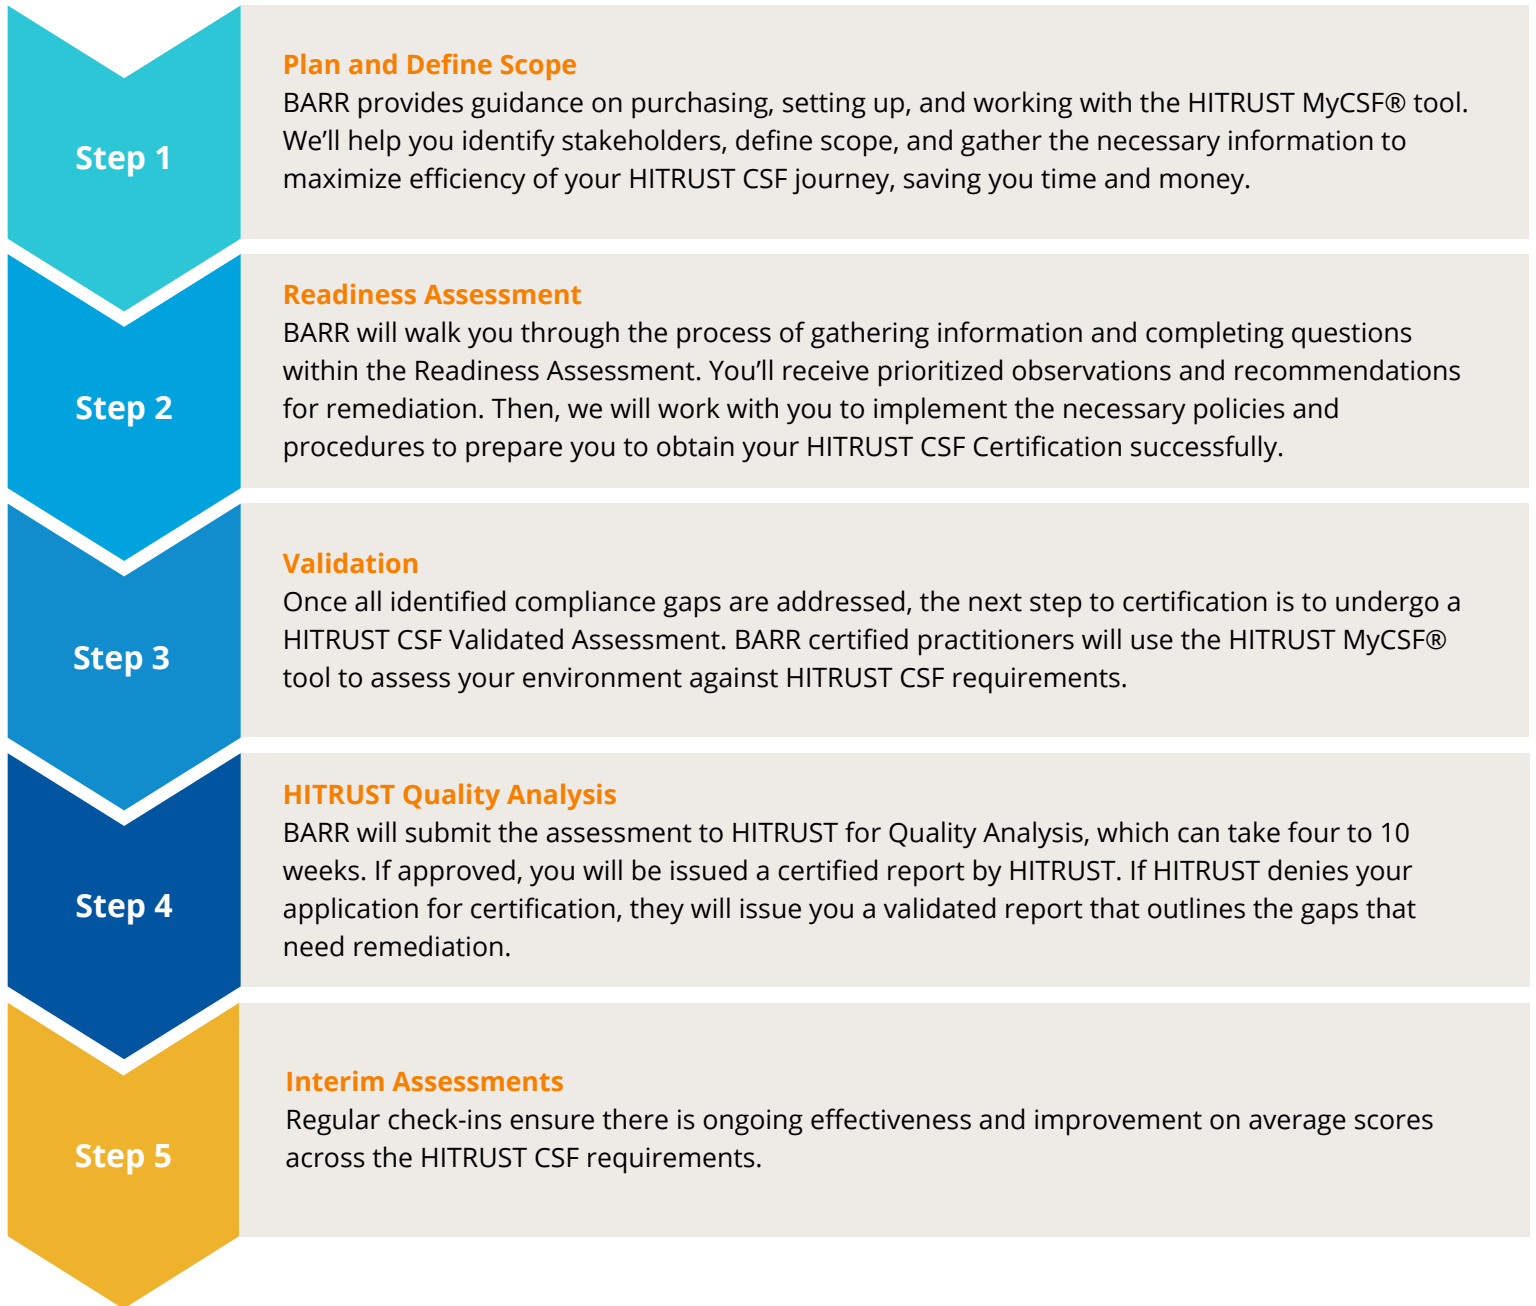 Step 1
Plan and Define Scope
BARR provides guidance on purchasing, setting up, and working with the HITRUST MyCSF® tool.
We’ll help you identify stakeholders, define scope, and gather the necessary information to
maximize efficiency of your HITRUST CSF journey, saving you time and money.
Step 2
Readiness Assessment
BARR will walk you through the process of gathering information and completing questions
within the Readiness Assessment. You’ll receive prioritized observations and recommendations
for remediation. Then, we will work with you to implement the necessary policies and
procedures to prepare you to obtain your HITRUST CSF Certification successfully.
Step 3
Validation
Once all identified compliance gaps are addressed, the next step to certification is to undergo a
HITRUST CSF Validated Assessment. BARR certified practitioners will use the HITRUST MyCSF®
tool to assess your environment against HITRUST CSF requirements.
Step 4
HITRUST Quality Analysis
BARR will submit the assessment to HITRUST for Quality Analysis, which can take four to 10
weeks. If approved, you will be issued a certified report by HITRUST. If HITRUST denies your
application for certification, they will issue you a validated report that outlines the gaps that
need remediation.
Step 5
Interim Assessments
Regular check-ins ensure there is ongoing effectiveness and improvement on average scores
across the HITRUST CSF requirements.